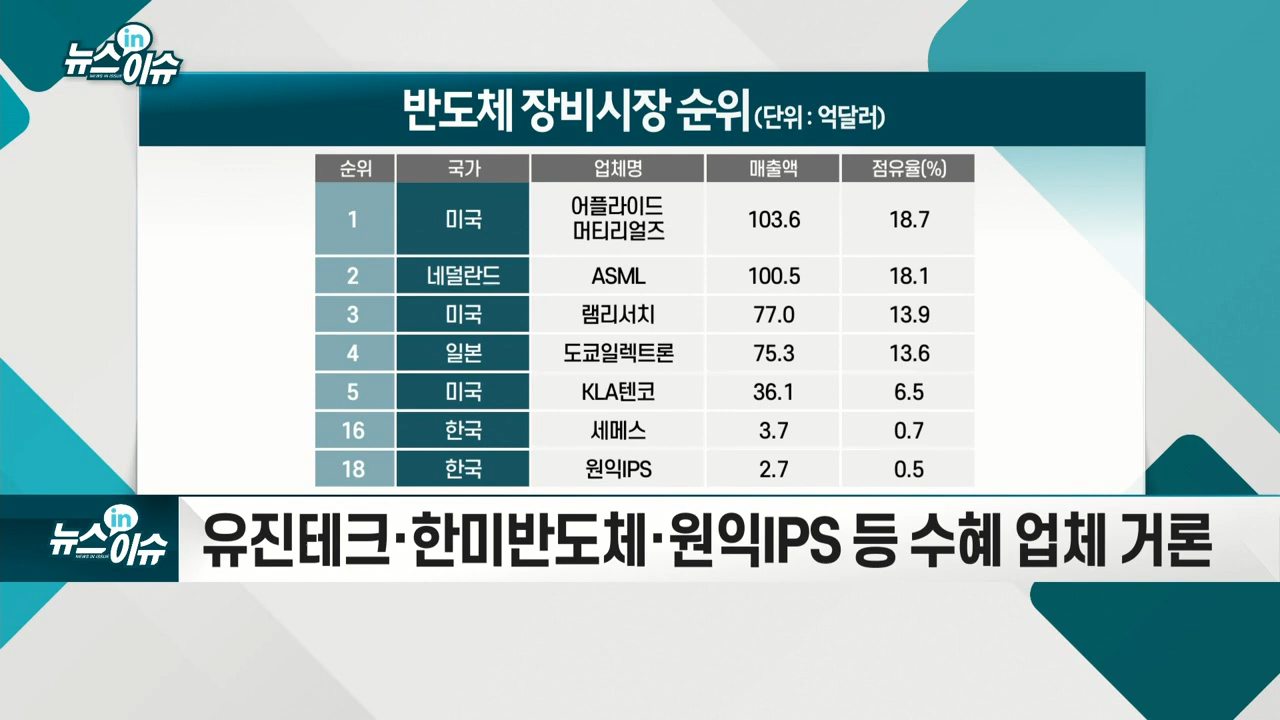 뉴스in이슈
NEWS IN ISSUE
반도체 장비시장 순위(단위 : 억달러)
순위 국가 업체명 매출액 점유율(%)
1 미국 어플라이드 머티리얼즈 103.6 18.7
2 네덜란드 ASML 100.5 18.1
3 미국 램리서치 77.0 13.9
4 일본 도쿄일렉트론 75.3 13.6
5 미국 KLA텐코 36.1 6.5
16 한국 세메스 3.7 0.7
18 한국 원익IPS 2.7 0.5
뉴스in이슈
NEWS IN ISSUE
유진테크·한미반도체·원익IPS 등 수혜 업체 거론